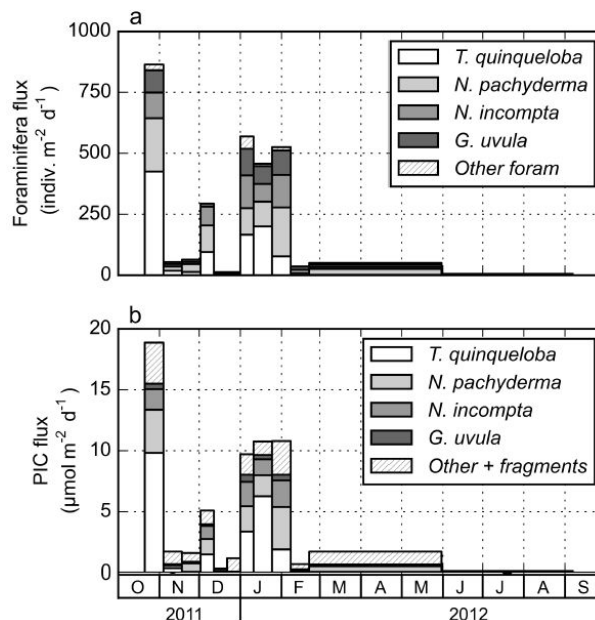 a
1000
750
500
250
0
Foraminifera flux
(indiv. m⁻² d⁻¹)
T. quinqueloba
N. pachyderma
N. incompta
G. uvula
Other foram
b
20
15
10
5
0
PIC flux
(µmol m⁻² d⁻¹)
T. quinqueloba
N. pachyderma
N. incompta
G. uvula
Other + fragments
O N D J F M A M J J A S
2011 2012